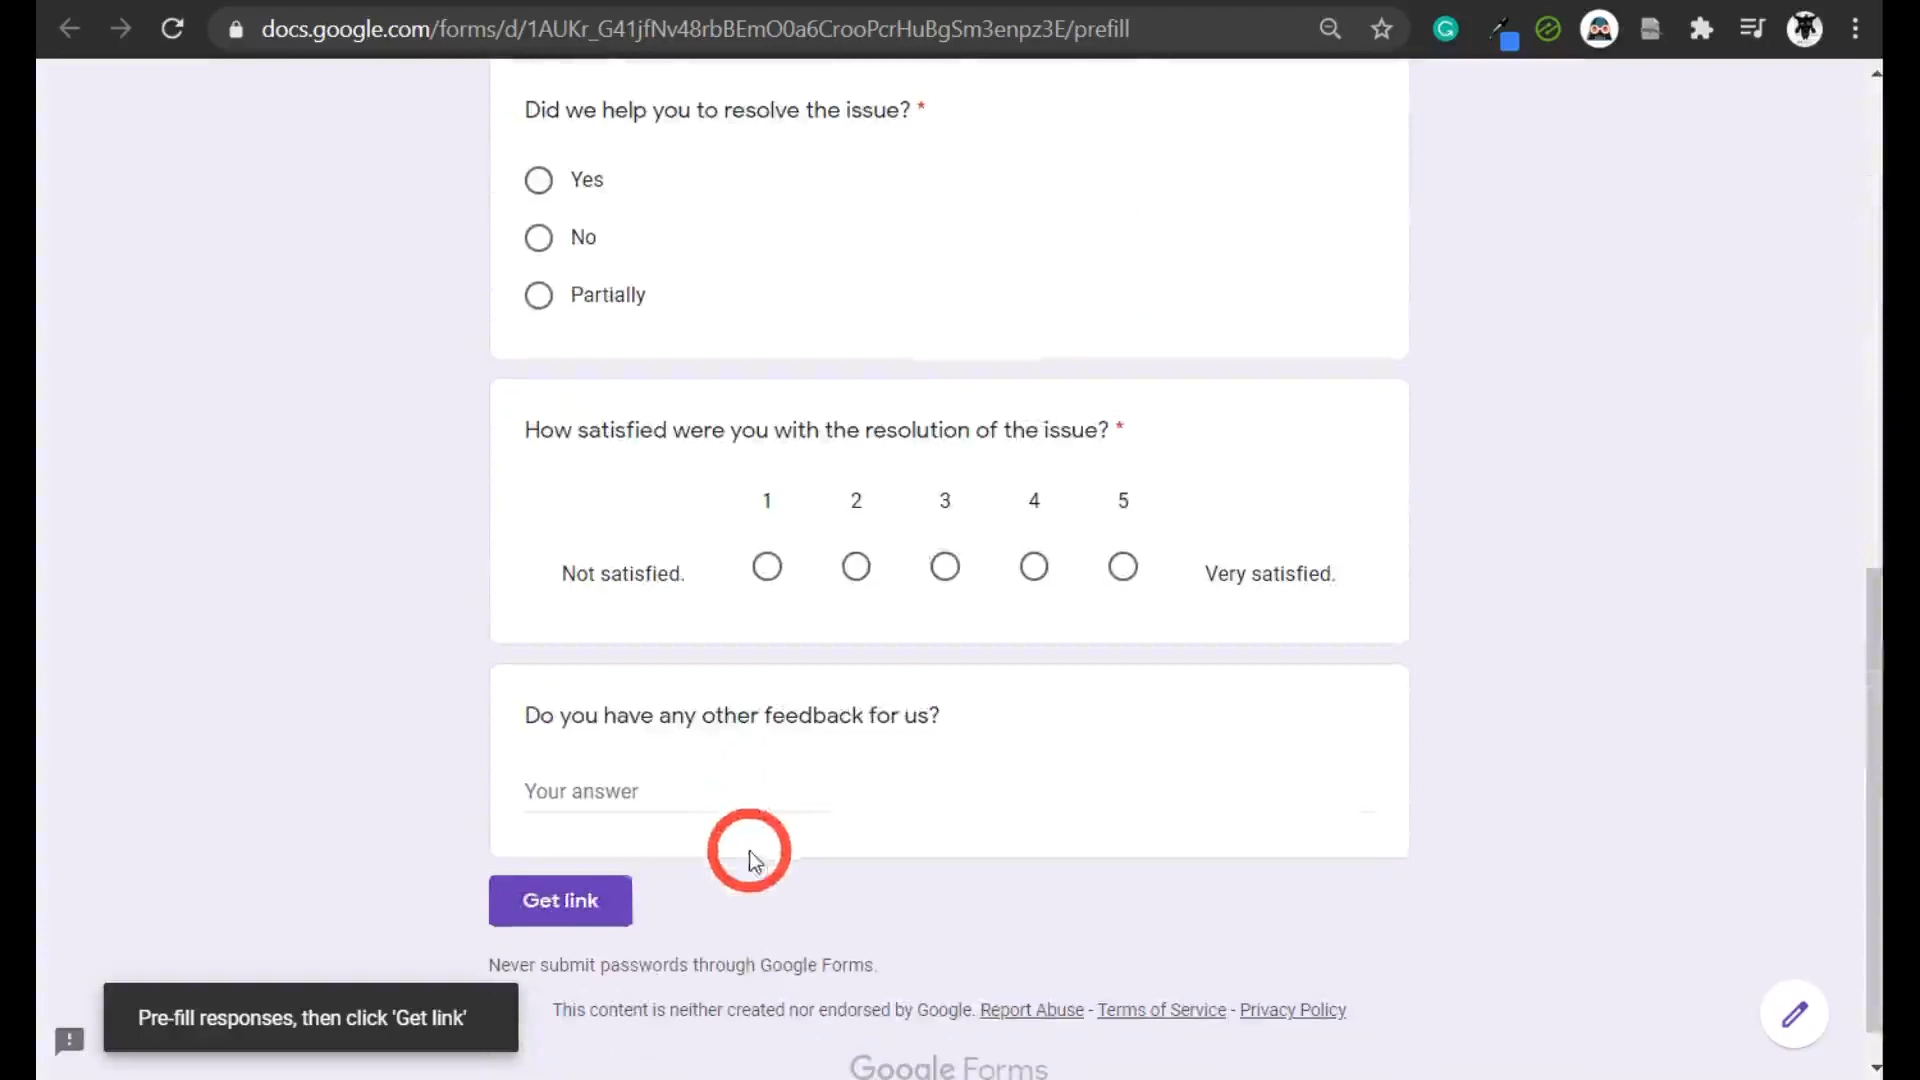 docs.google.com/forms/d/1AUKr_G41jfNv48rbBEmO0a6CrooPcrHuBgSm3enpz3E/prefill
Did we help you to resolve the issue? *
Yes
No
Partially
How satisfied were you with the resolution of the issue? *
1 2 3 4 5
Not satisfied. Very satisfied.
Do you have any other feedback for us?
Your answer
Get link
Never submit passwords through Google Forms.
This content is neither created nor endorsed by Google. Report Abuse - Terms of Service - Privacy Policy
Pre-fill responses, then click 'Get link'
Google Forms